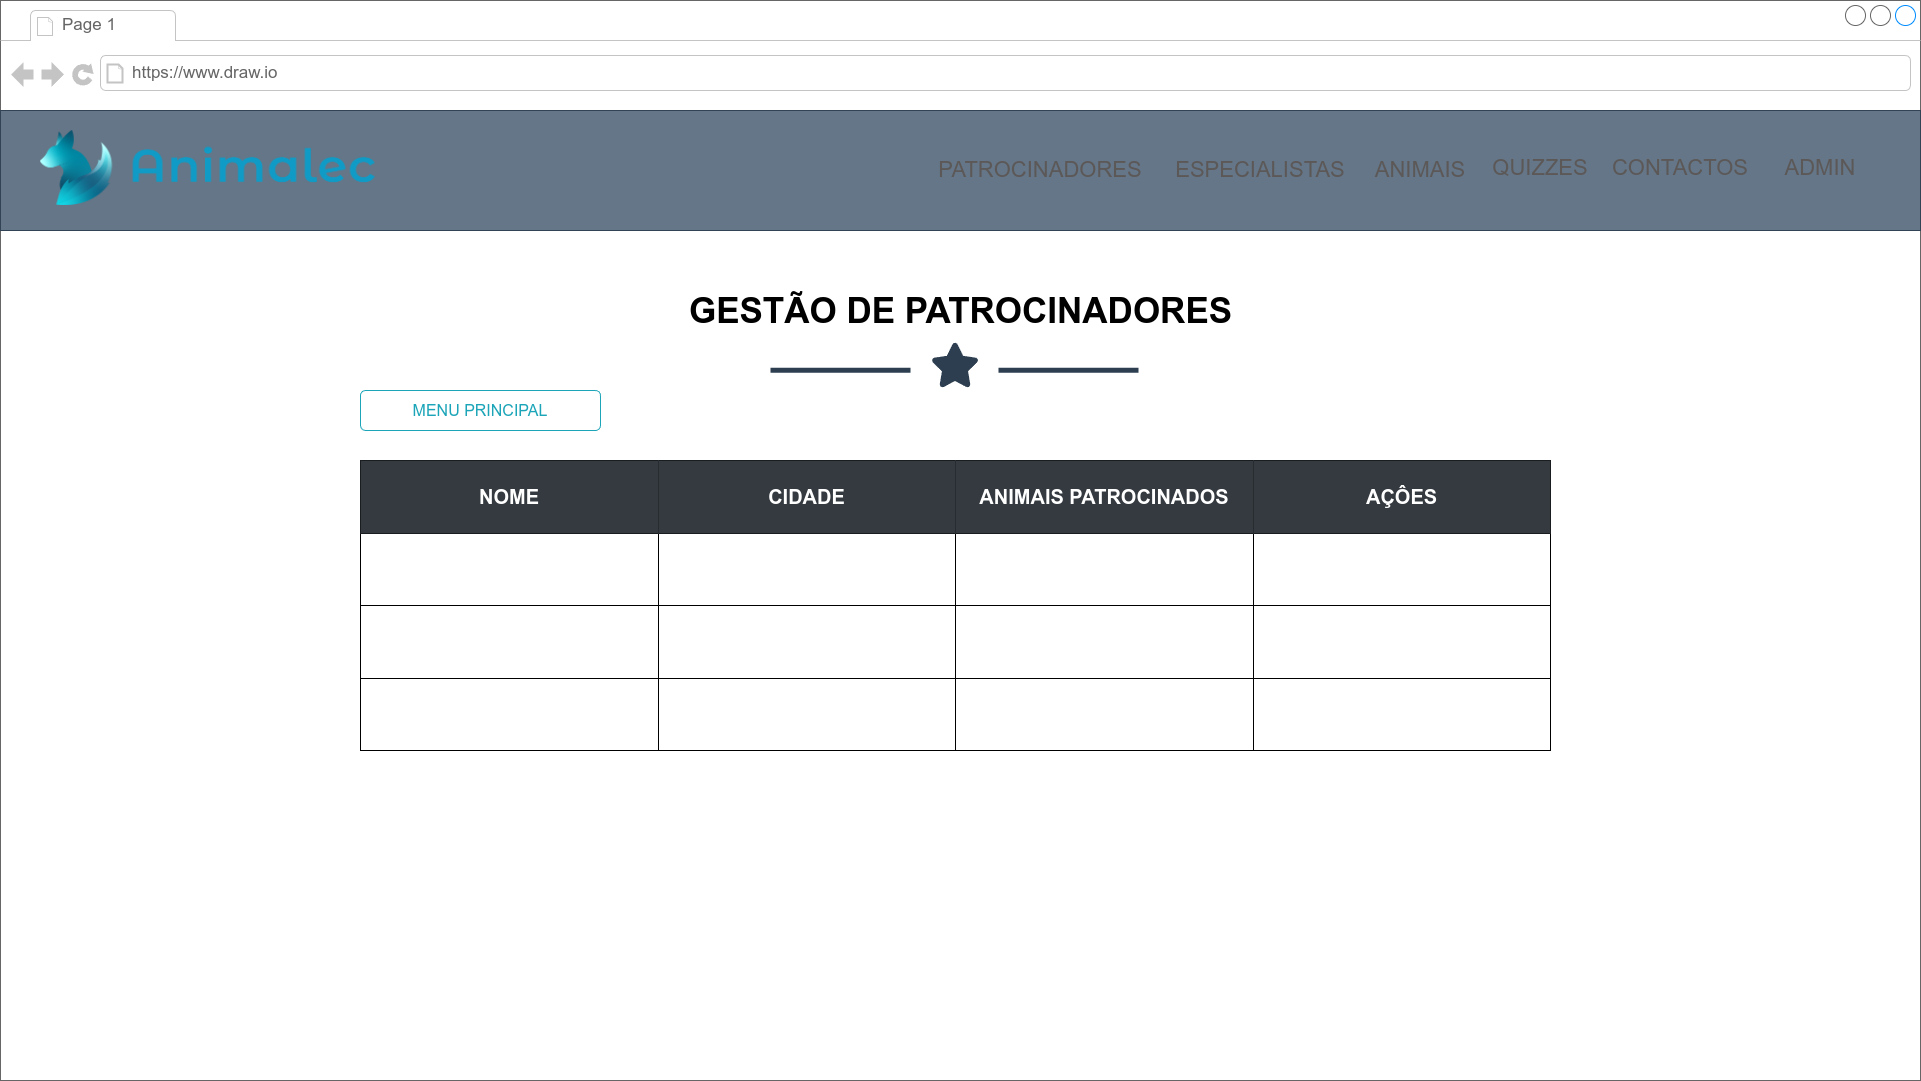 Page 1
https://www.draw.io
Animalec
PATROCINADORES ESPECIALISTAS ANIMAIS QUIZZES CONTACTOS ADMIN
GESTÃO DE PATROCINADORES
MENU PRINCIPAL
NOME CIDADE ANIMAIS PATROCINADOS AÇÔES